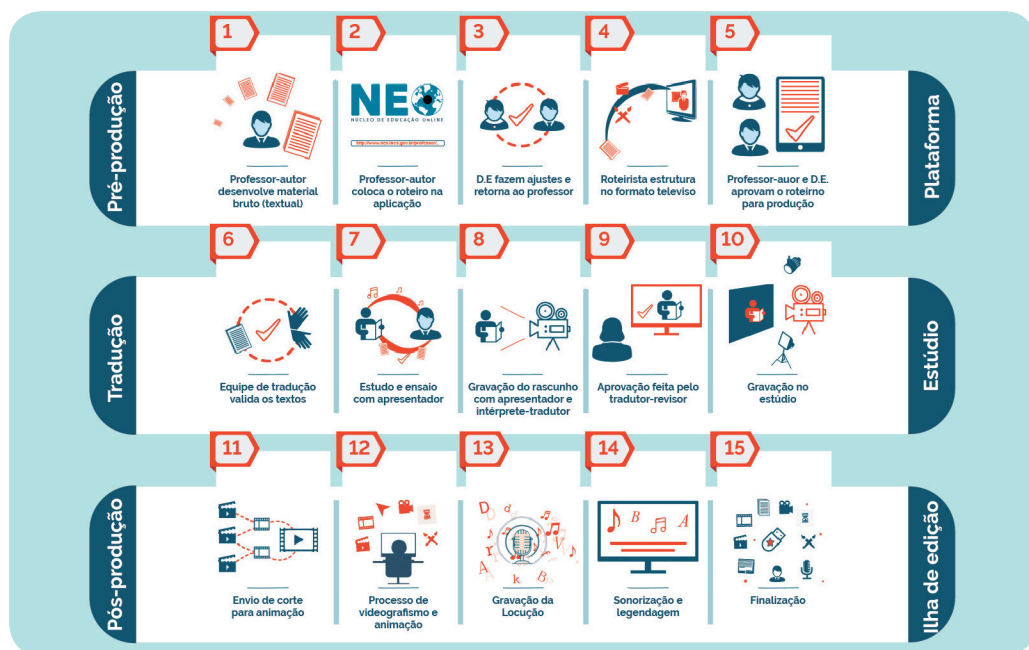 1
2
3
4
5
Pré-produção
NEO
NÚCLEO DE EDUCAÇÃO ONLINE
Professor-autor
desenvolve material
bruto (textual)
Professor-autor
coloca o roteiro na
aplicação
D.E fazem ajustes e
retorna ao professor
Roteirista estrutura
no formato televiso
Professor-auor e D.E.
aprovam o roteirno
para produção
Plataforma
6
7
8
9
10
Tradução
Equipe de tradução
valida os textos
Estudo e ensaio
com apresentador
Gravação do rascunho
com apresentador e
intérprete-tradutor
Aprovação feita pelo
tradutor-revisor
Gravação no
estúdio
Estúdio
11
12
13
14
15
Pós-produção
Envio de corte
para animação
Processo de
videografismo e
animação
Gravação da
Locução
Sonorização e
legendagem
Finalização
Ilha de edição